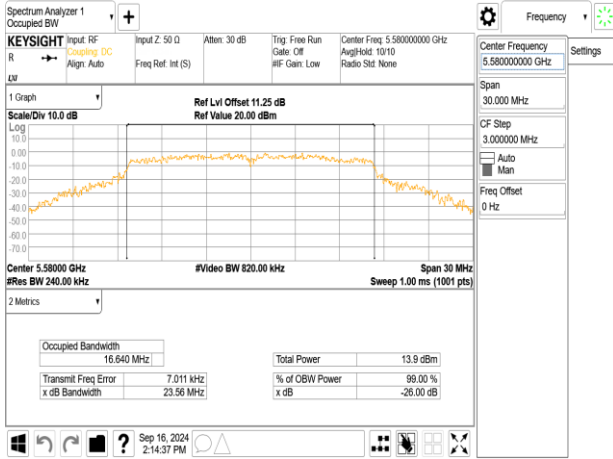 Spectrum Analyzer 1
Occupied BW
Frequency
KEYSIGHT
R
LXI
Input: RF
Coupling: DC
Align: Auto
Input Z: 50 Ω
Freq Ref: Int (S)
Atten: 30 dB
Trig: Free Run
Gate: Off
#IF Gain: Low
Center Freq: 5.580000000 GHz
Avg|Hold: 10/10
Radio Std: None
Center Frequency
5.580000000 GHz
Settings
Span
30.000 MHz
CF Step
3.000000 MHz
Auto
Man
Freq Offset
0 Hz
1 Graph
Scale/Div 10.0 dB
Ref Lvl Offset 11.25 dB
Ref Value 20.00 dBm
Log
10.0
0.00
-10.0
-20.0
-30.0
-40.0
-50.0
-60.0
-70.0
Center 5.58000 GHz
#Video BW 820.00 kHz
Span 30 MHz
#Res BW 240.00 kHz
Sweep 1.00 ms (1001 pts)
2 Metrics
Occupied Bandwidth
16.640 MHz
Total Power 13.9 dBm
Transmit Freq Error 7.011 kHz
% of OBW Power 99.00 %
x dB Bandwidth 23.56 MHz
x dB -26.00 dB
?
Sep 16, 2024
2:14:37 PM